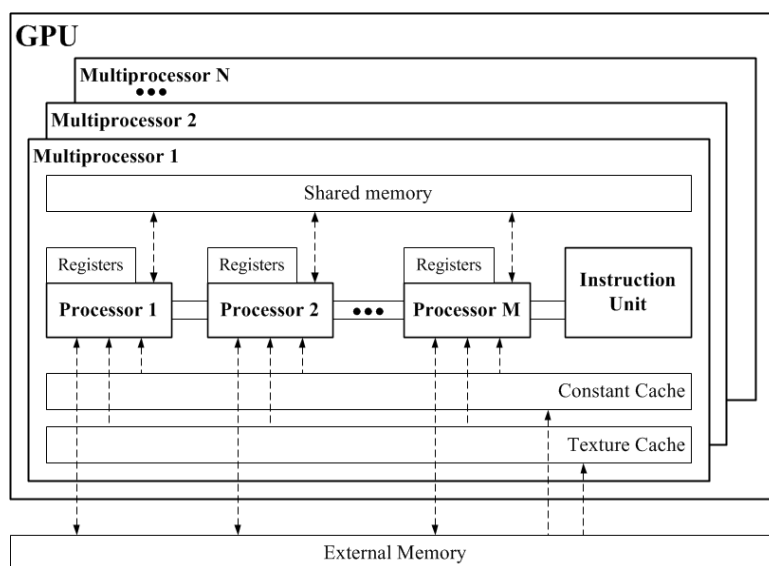 GPU
Multiprocessor N
•••
Multiprocessor 2
Multiprocessor 1
Shared memory
Registers
Registers
Registers
Processor 1
Processor 2
•••
Processor M
Instruction
Unit
Constant Cache
Texture Cache
External Memory